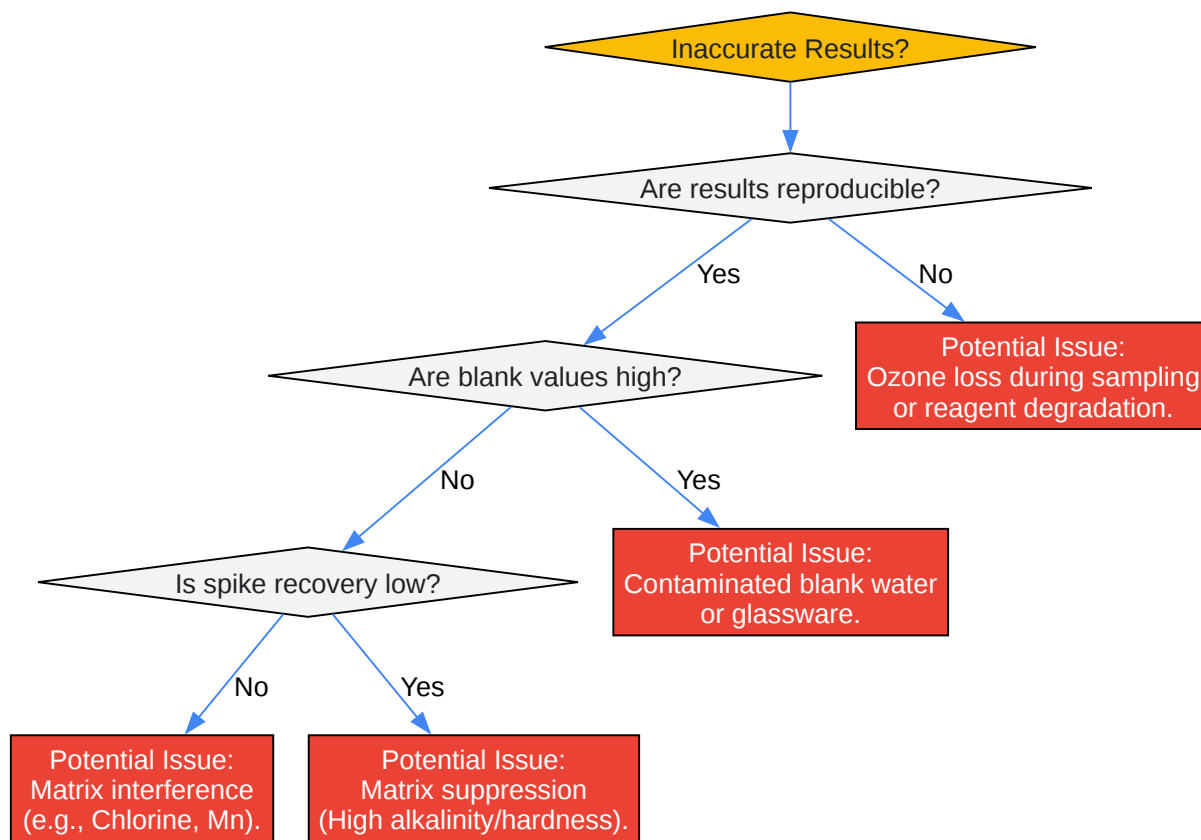 Inaccurate Results?
Are results reproducible?
Yes
No
Potential Issue:
Ozone loss during sampling
or reagent degradation.
Are blank values high?
No
Yes
Potential Issue:
Contaminated blank water
or glassware.
Is spike recovery low?
No
Yes
Potential Issue:
Matrix interference
(e.g., Chlorine, Mn).
Potential Issue:
Matrix suppression
(High alkalinity/hardness).